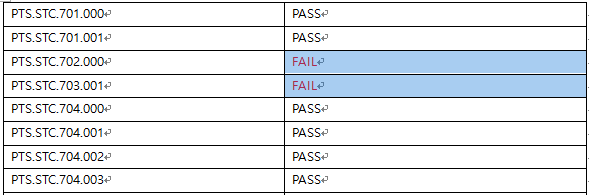 PTS.STC.701.000 PASS
PTS.STC.701.001 PASS
PTS.STC.702.000 FAIL
PTS.STC.703.001 FAIL
PTS.STC.704.000 PASS
PTS.STC.704.001 PASS
PTS.STC.704.002 PASS
PTS.STC.704.003 PASS